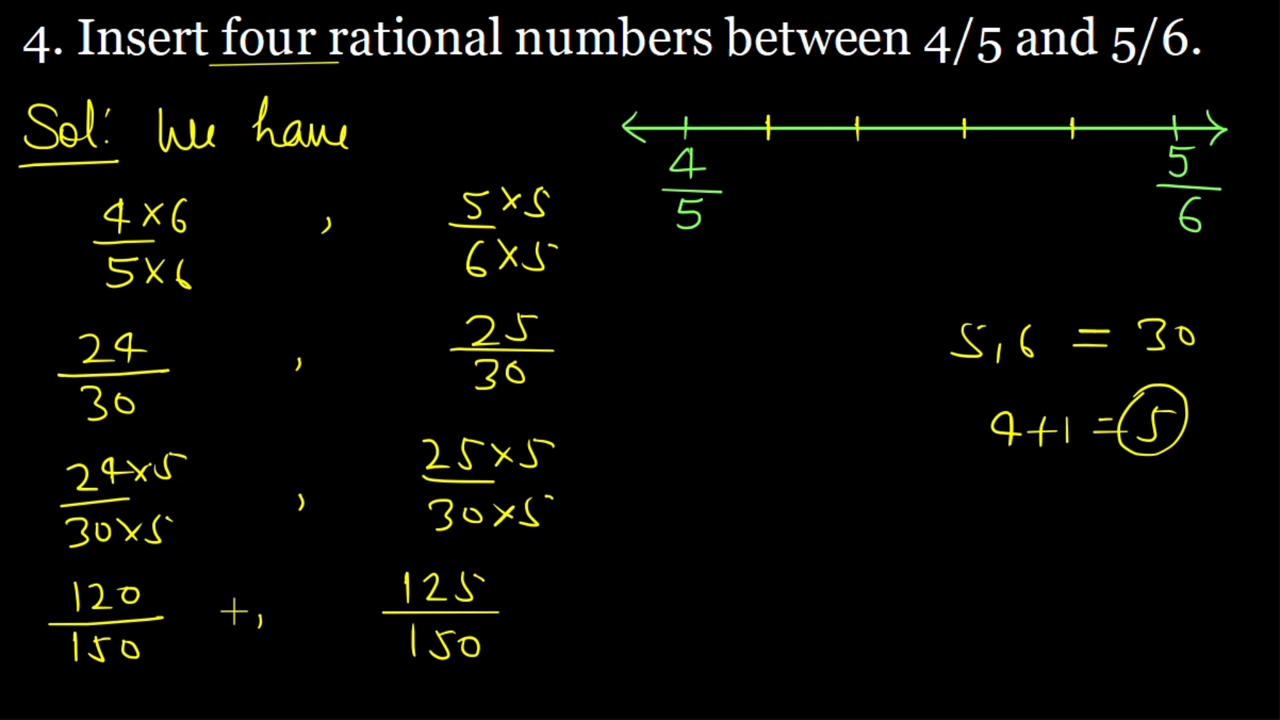 4. Insert four rational numbers between 4/5 and 5/6.
Sol: We have
4/5 5/6
4×6/5×6 , 5×5/6×5
24/30 , 25/30
5,6 = 30
4+1 = 5
24×5/30×5 , 25×5/30×5
120/150 , 125/150